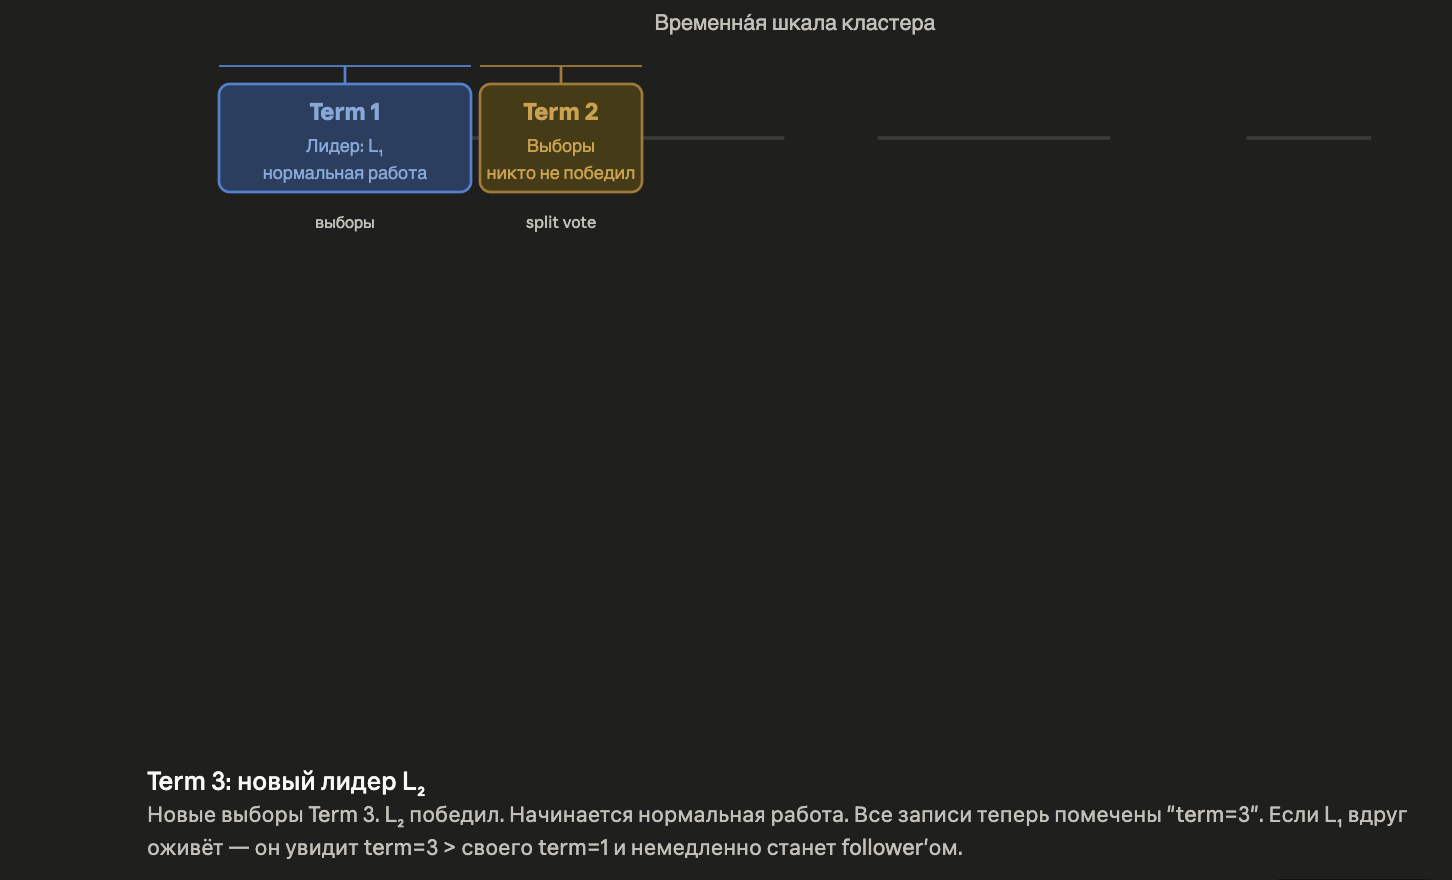 Временна́я шкала кластера
Term 1
Лидер: L₁
нормальная работа
выборы
Term 2
Выборы
никто не победил
split vote
Term 3: новый лидер L₂
Новые выборы Term 3. L₂ победил. Начинается нормальная работа. Все записи теперь помечены "term=3". Если L₁ вдруг
оживёт — он увидит term=3 > своего term=1 и немедленно станет follower'ом.